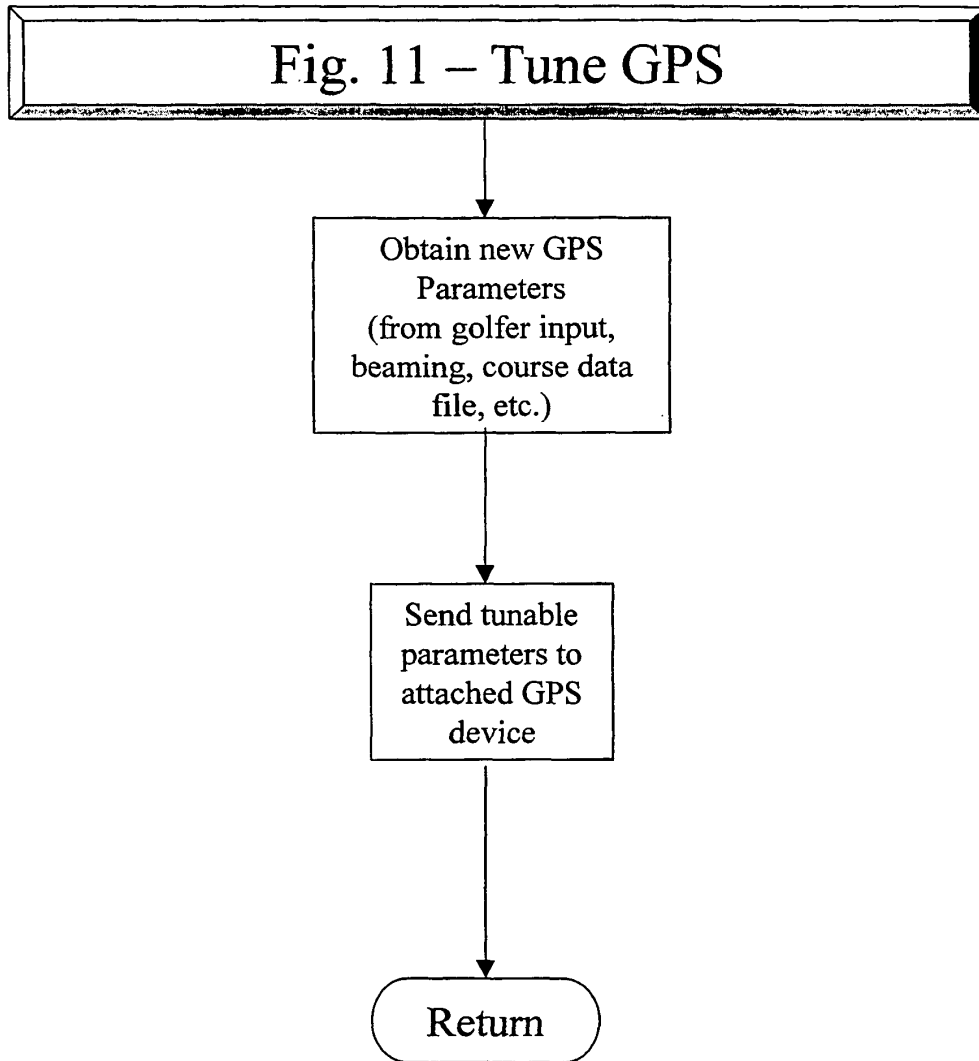 Fig. 11 – Tune GPS
Obtain new GPS
Parameters
(from golfer input,
beaming, course data
file, etc.)
Send tunable
parameters to
attached GPS
device
Return